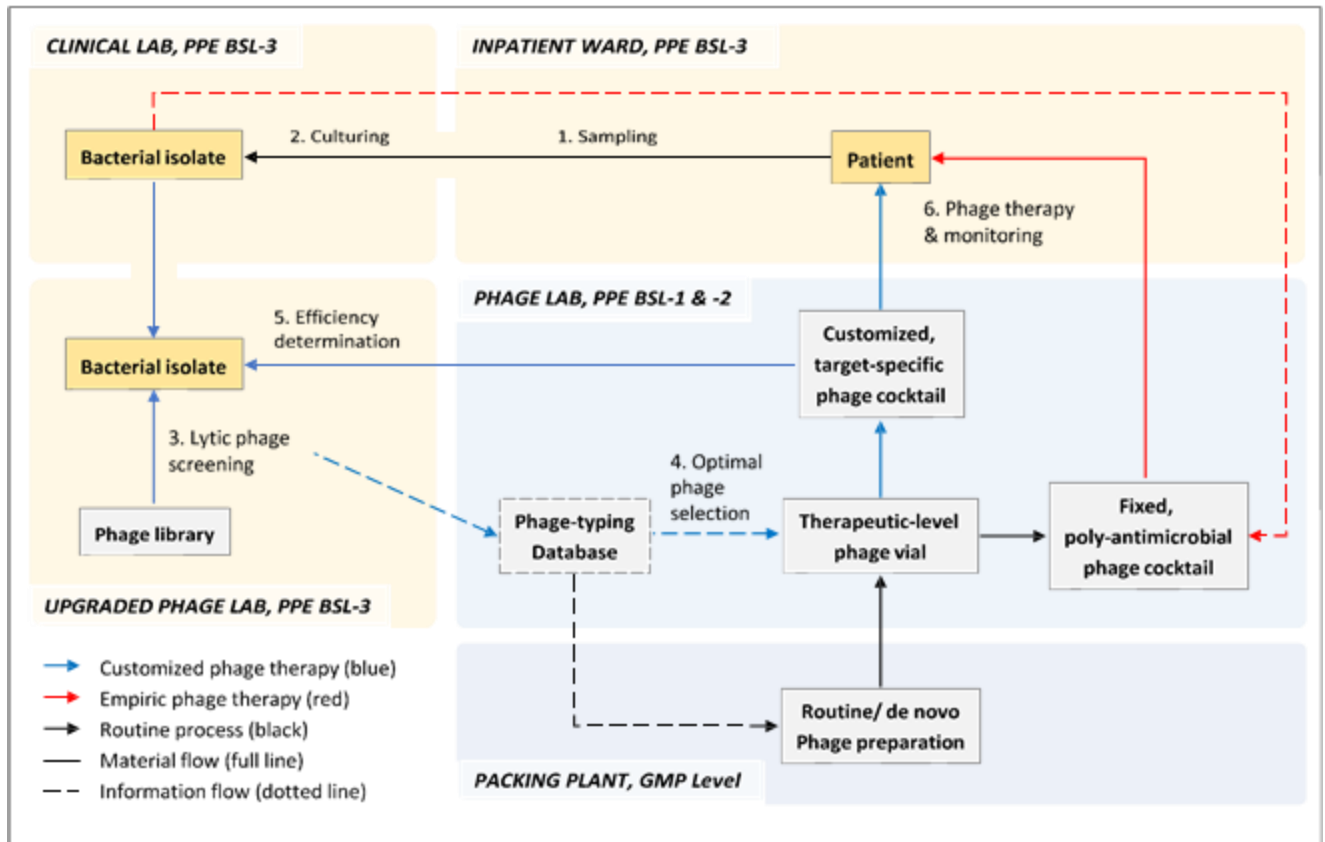 CLINICAL LAB, PPE BSL-3
INPATIENT WARD, PPE BSL-3
2. Culturing
1. Sampling
Bacterial isolate
Patient
6. Phage therapy
& monitoring
PHAGE LAB, PPE BSL-1 & -2
5. Efficiency
determination
Customized,
target-specific
phage cocktail
Bacterial isolate
3. Lytic phage
screening
4. Optimal
phage
selection
Phage library
Phage-typing
Database
Therapeutic-level
phage vial
Fixed,
poly-antimicrobial
phage cocktail
UPGRADED PHAGE LAB, PPE BSL-3
Customized phage therapy (blue)
Empiric phage therapy (red)
Routine process (black)
Material flow (full line)
Information flow (dotted line)
Routine/ de novo
Phage preparation
PACKING PLANT, GMP Level